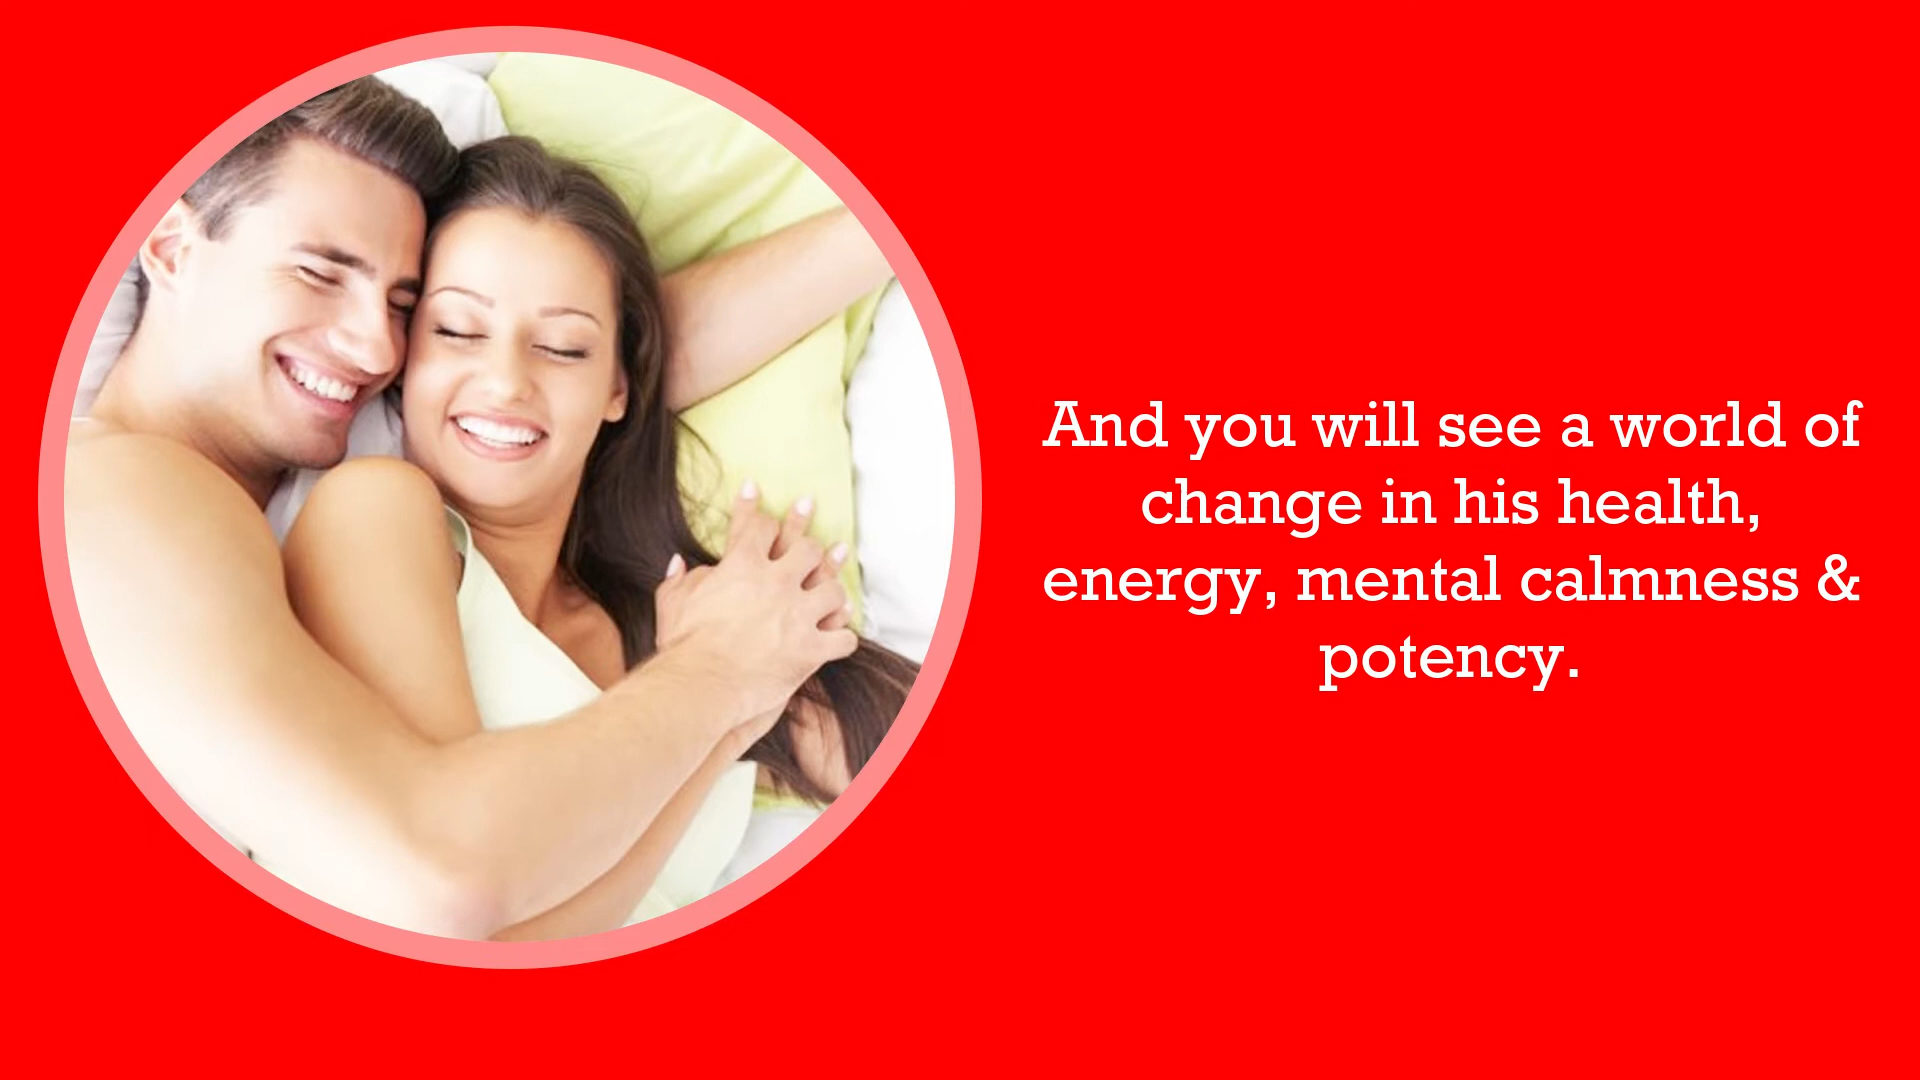 And you will see a world of
change in his health,
energy, mental calmness &
potency.